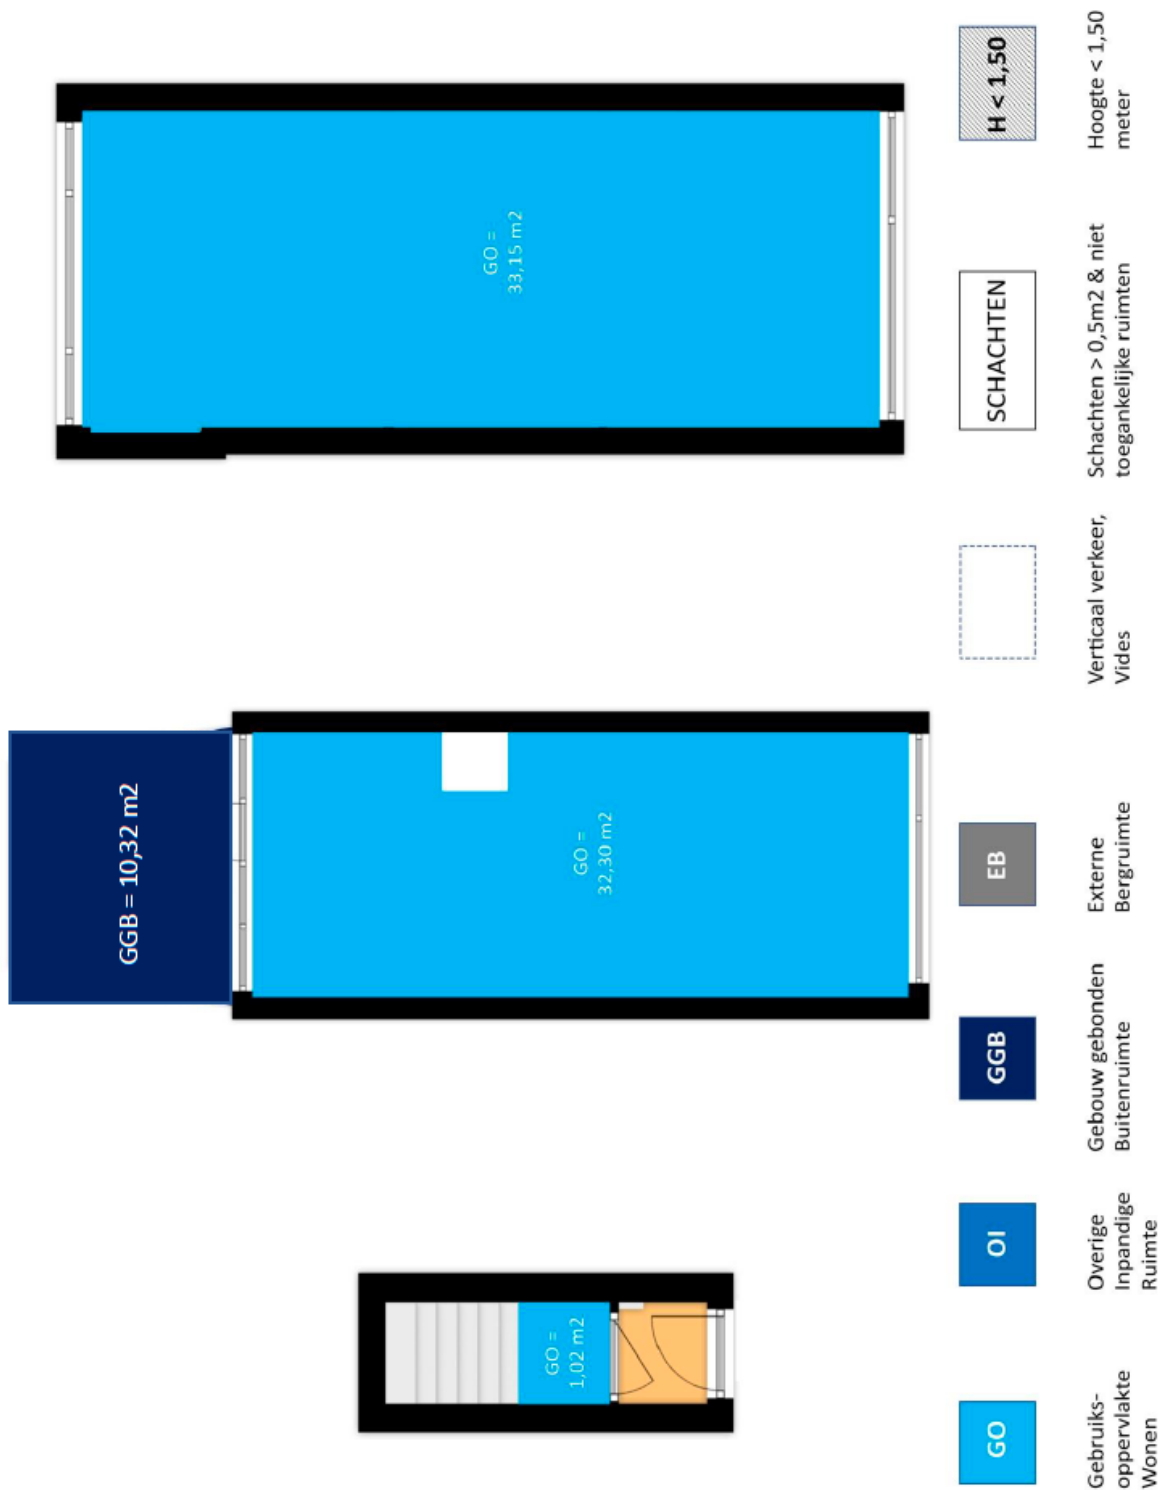 GO =
1,02 m2
GGB = 10,32 m2
GO =
32,30 m2
GO =
33,15 m2
GO
Gebruiks-
oppervlakte
Wonen
OI
Overige
Inpandige
Ruimte
GGB
Gebouw gebonden
Buitenruimte
EB
Externe
Bergruimte
Verticaal verkeer,
Vides
SCHACHTEN
Schachten > 0,5m2 & niet
toegankelijke ruimten
H < 1,50
Hoogte < 1,50
meter